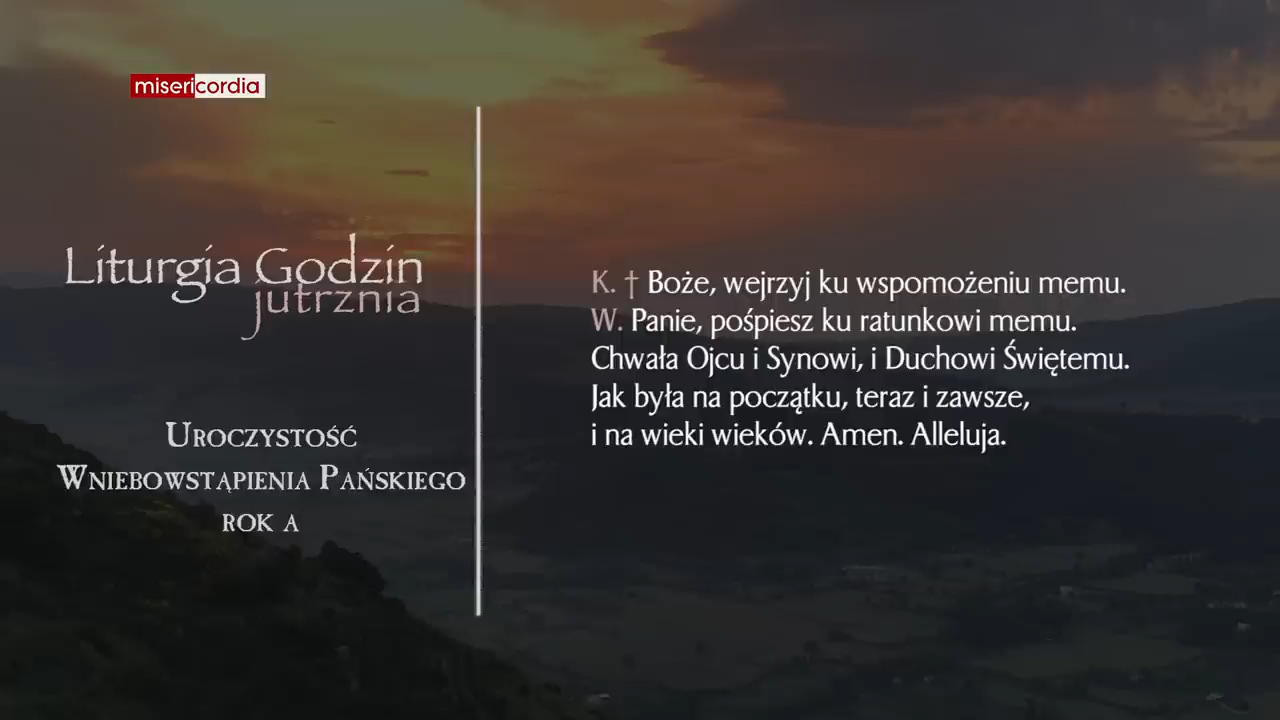 misericordia
Liturgia Godzin
jutrznia
Uroczystość
Wniebowstąpienia Pańskiego
rok a
K. † Boże, wejrzyj ku wspomożeniu memu.
W. Panie, pośpiesz ku ratunkowi memu.
Chwała Ojcu i Synowi, i Duchowi Świętemu.
Jak była na początku, teraz i zawsze,
i na wieki wieków. Amen. Alleluja.